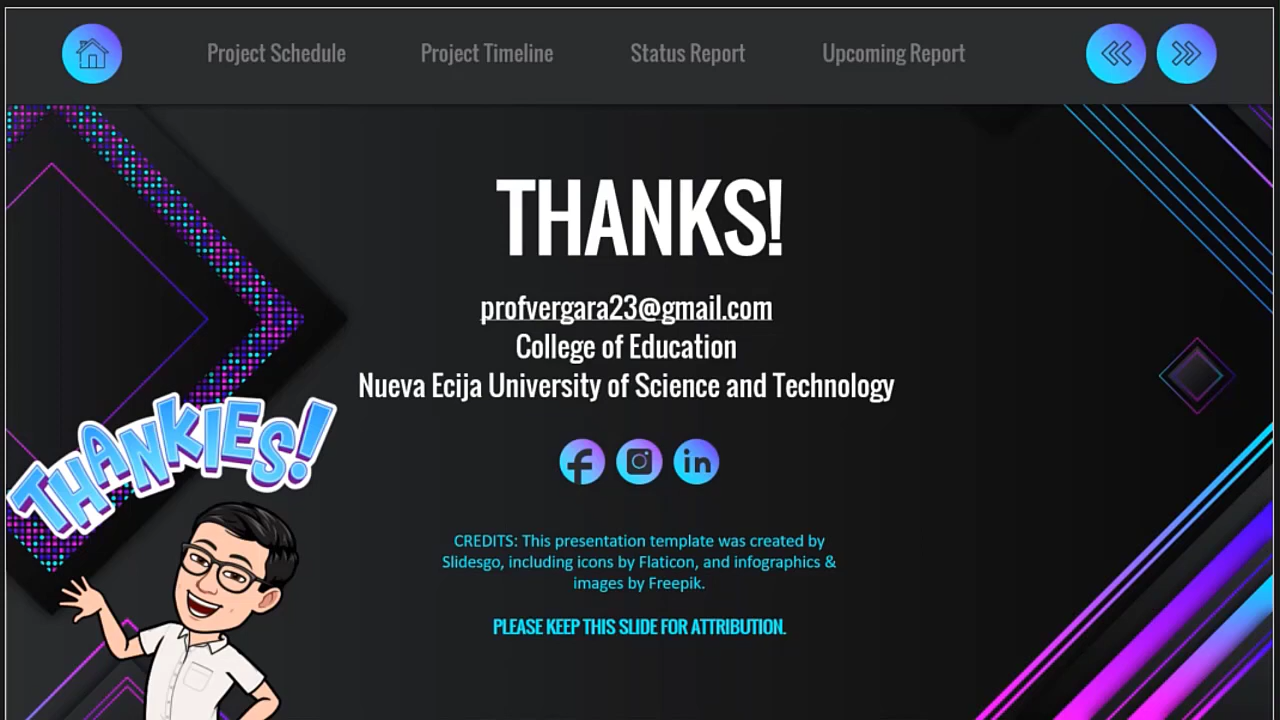 Project Schedule
Project Timeline
Status Report
Upcoming Report
THANKS!
profvergara23@gmail.com
College of Education
Nueva Ecija University of Science and Technology
THANKIES!
CREDITS: This presentation template was created by
Slidesgo, including icons by Flaticon, and infographics &
images by Freepik.
PLEASE KEEP THIS SLIDE FOR ATTRIBUTION.